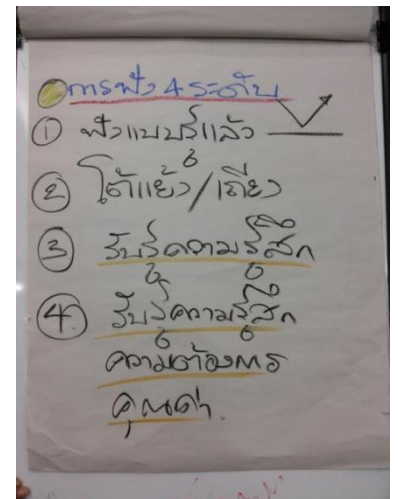 การฟัง 4 ระดับ
① ฟังแบบรู้แล้ว
② โต้แย้ง/เถียง
③ รับรู้ความรู้สึก
④ รับรู้ความรู้สึก
ความต้องการ
คุณค่า.